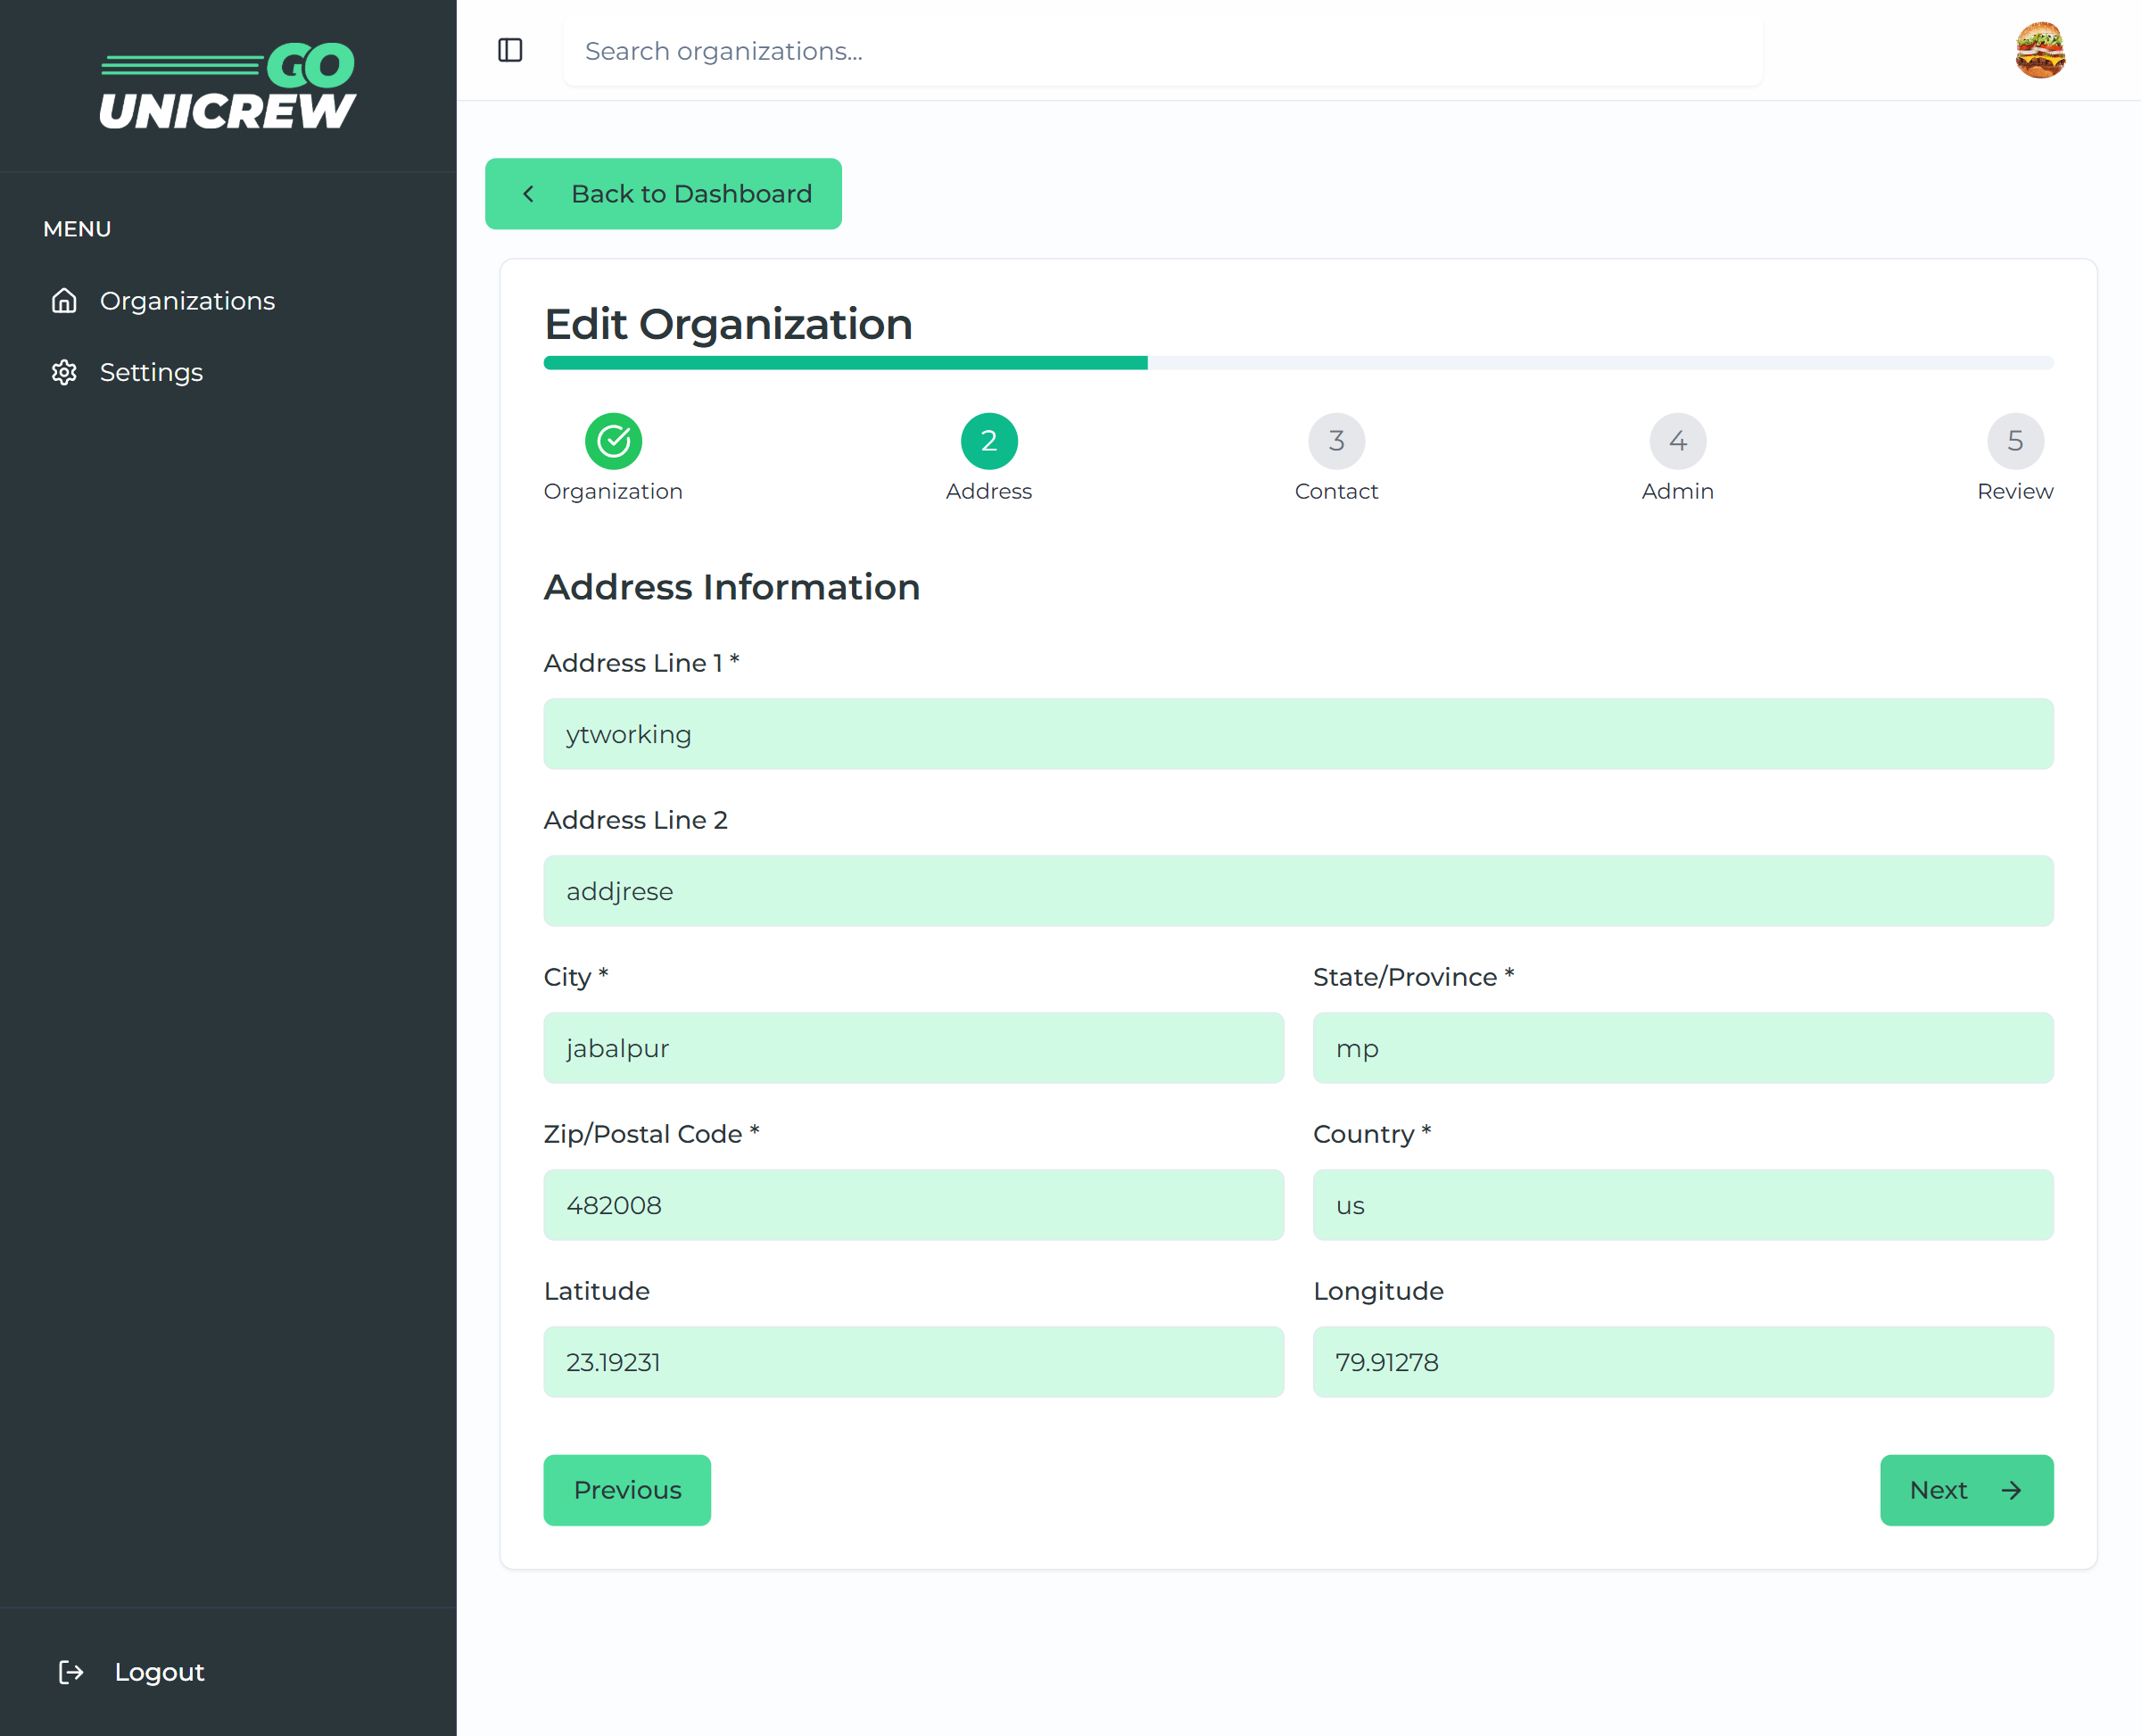 GO
UNICREW
Search organizations...
MENU
Organizations
Settings
Logout
Back to Dashboard
Edit Organization
2 3 4 5
Organization Address Contact Admin Review
Address Information
Address Line 1 *
ytworking
Address Line 2
addjrese
City * State/Province *
jabalpur mp
Zip/Postal Code * Country *
482008 us
Latitude Longitude
23.19231 79.91278
Previous Next